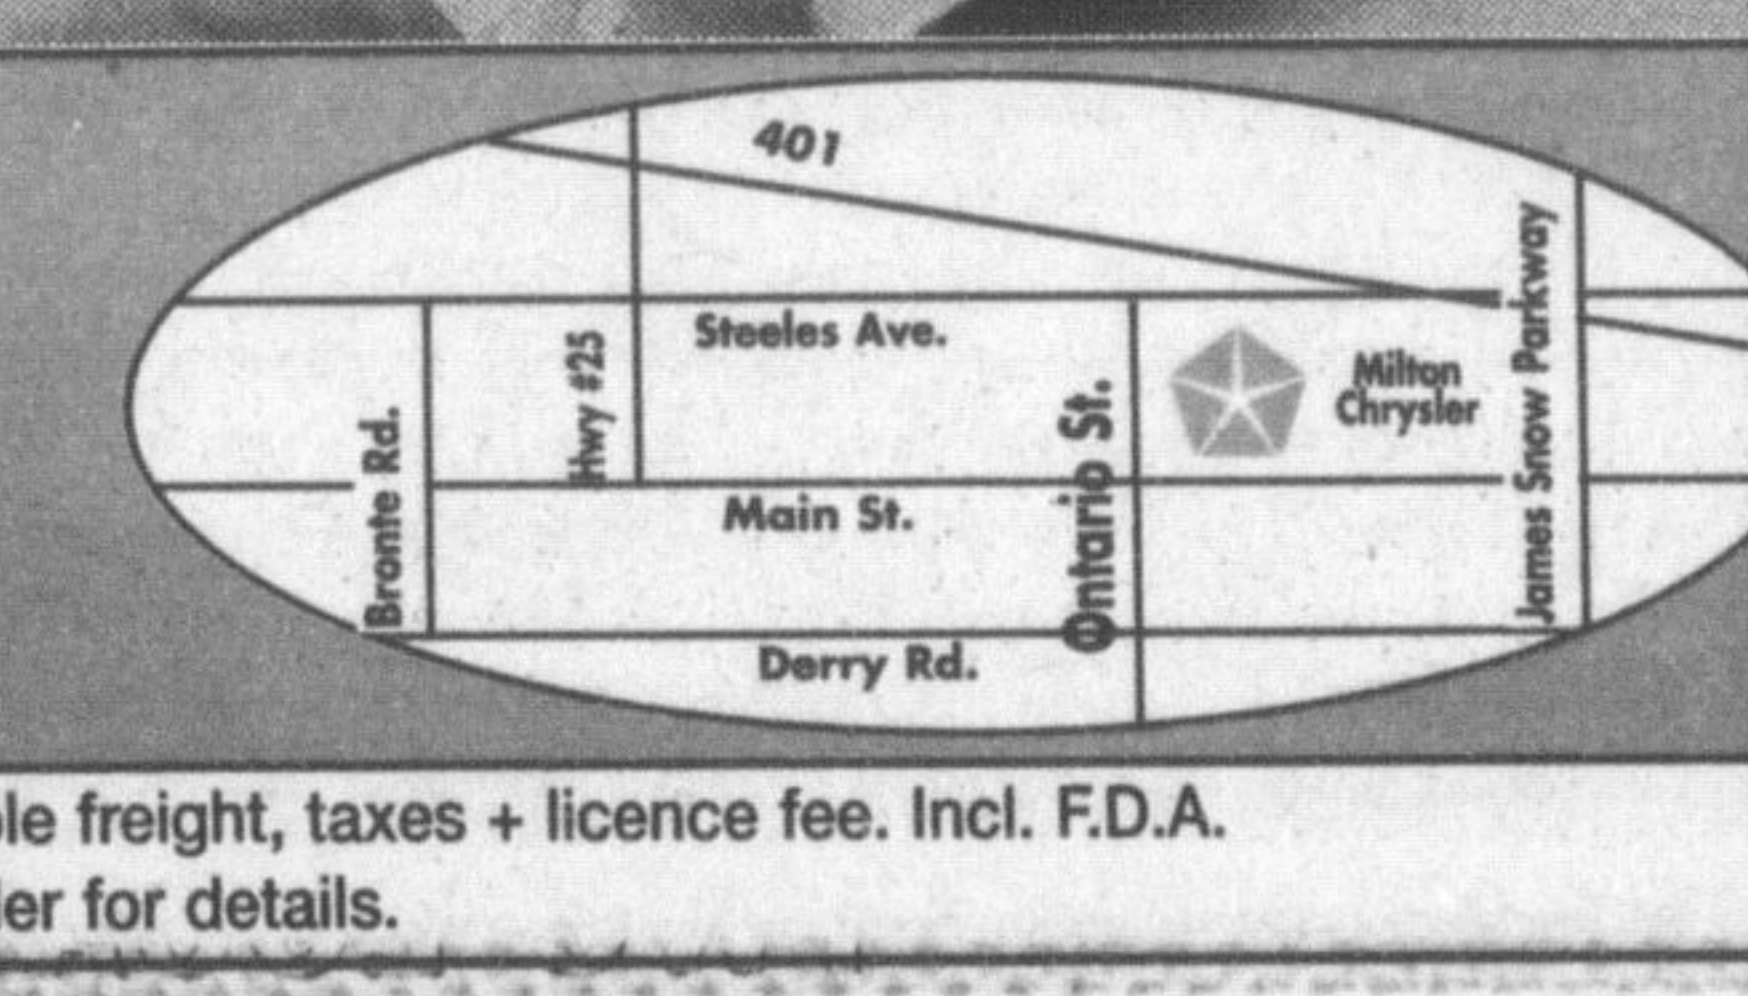 401
Steeles Ave.
Hwy #25
Milton
Chrysler
James Snow Parkway
Bronte Rd.
Ontario St.
Main St.
Derry Rd.
le freight, taxes + licence fee. Incl. F.D.A.
er for details.